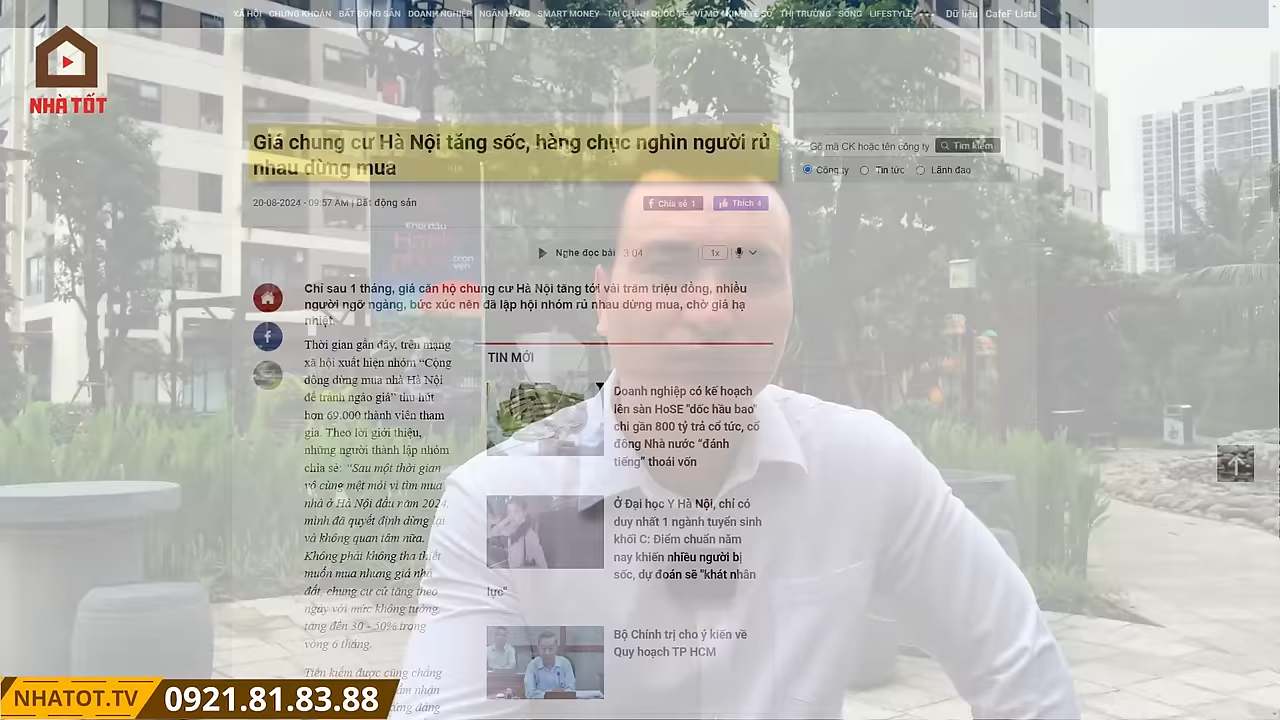 XÃ HỘI CHỨNG KHOÁN BẤT ĐỘNG SẢN DOANH NGHIỆP NGÂN HÀNG SMART MONEY TÀI CHÍNH QUỐC TẾ VĨ MÔ KINH TẾ SỐ THỊ TRƯỜNG SỐNG LIFESTYLE Dữ liệu CafeF Lists
NHÀ TỐT
Giá chung cư Hà Nội tăng sốc, hàng chục nghìn người rủ
nhau dừng mua
Gõ mã CK hoặc tên công ty Tìm kiếm
Công ty Tin tức Lãnh đạo
20-08-2024 - 09:57 AM | Bất động sản
Chia sẻ 1 Thích 4
Nghe đọc bài 3:04 1x
Chỉ sau 1 tháng, giá căn hộ chung cư Hà Nội tăng tới vài trăm triệu đồng, nhiều
người ngỡ ngàng, bức xúc nên đã lập hội nhóm rủ nhau dừng mua, chờ giá hạ
nhiệt.
Thời gian gần đây, trên mạng
xã hội xuất hiện nhóm “Cộng
đồng dừng mua nhà Hà Nội
để tránh ngáo giá” thu hút
hơn 69.000 thành viên tham
gia. Theo lời giới thiệu,
những người thành lập nhóm
chia sẻ: “Sau một thời gian
vô cùng mệt mỏi vì tìm mua
nhà ở Hà Nội đầu năm 2024,
mình đã quyết định dừng lại
và không quan tâm nữa.
Không phải không tha thiết
muốn mua nhưng giá nhà
đất, chung cư cứ tăng theo
ngày với mức không tưởng,
tăng đến 30 - 50% trong
vòng 6 tháng.
Tiền kiếm được cũng chẳng
TIN MỚI
Doanh nghiệp có kế hoạch
lên sàn HoSE "dốc hầu bao"
chi gần 800 tỷ trả cổ tức, cổ
đông Nhà nước “đánh
tiếng” thoái vốn
Ở Đại học Y Hà Nội, chỉ có
duy nhất 1 ngành tuyển sinh
khối C: Điểm chuẩn năm
nay khiến nhiều người bị
sốc, dự đoán sẽ "khát nhân
lực"
Bộ Chính trị cho ý kiến về
Quy hoạch TP HCM
NHATOT.TV 0921.81.83.88